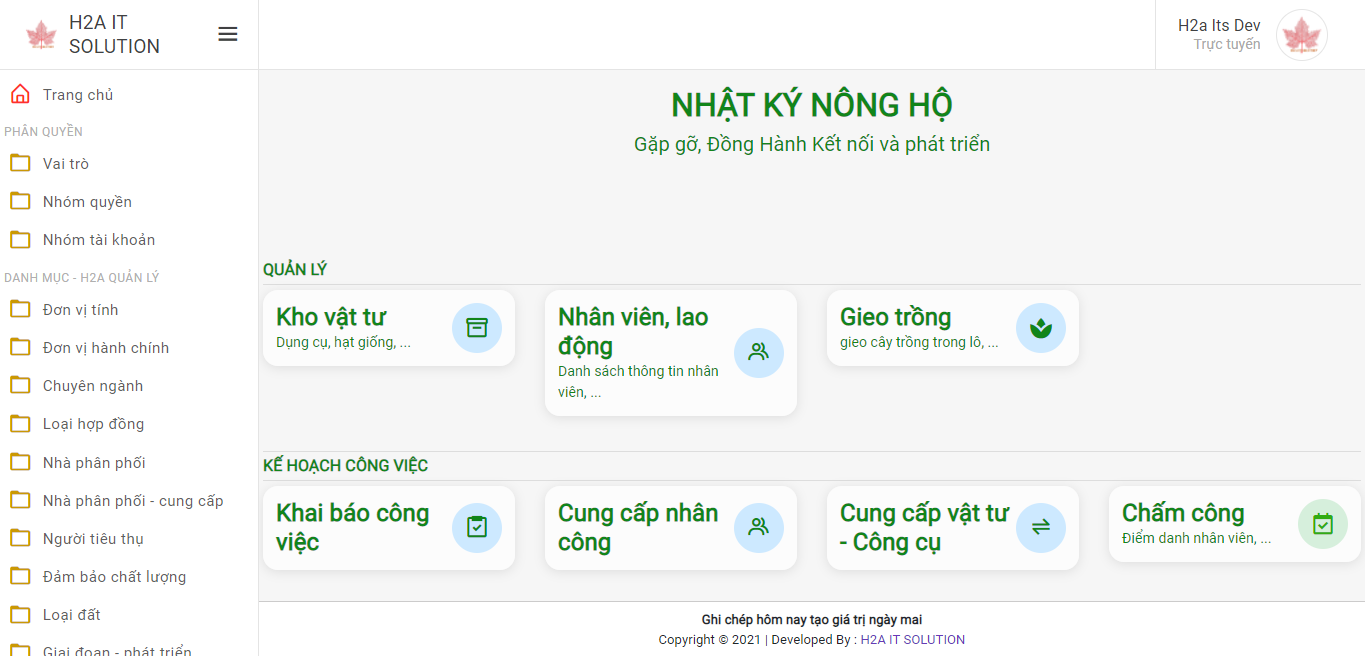 H2A IT
SOLUTION
H2a Its Dev
Trực tuyến
Trang chủ
PHÂN QUYỀN
Vai trò
Nhóm quyền
Nhóm tài khoản
DANH MỤC - H2A QUẢN LÝ
Đơn vị tính
Đơn vị hành chính
Chuyên ngành
Loại hợp đồng
Nhà phân phối
Nhà phân phối - cung cấp
Người tiêu thụ
Đảm bảo chất lượng
Loại đất
Giai đoạn - phát triển
NHẬT KÝ NÔNG HỘ
Gặp gỡ, Đồng Hành Kết nối và phát triển
QUẢN LÝ
Kho vật tư
Dụng cụ, hạt giống, ...
Nhân viên, lao
động
Danh sách thông tin nhân
viên, ...
Gieo trồng
gieo cây trồng trong lô, ...
KẾ HOẠCH CÔNG VIỆC
Khai báo công
việc
Cung cấp nhân
công
Cung cấp vật tư
- Công cụ
Chấm công
Điểm danh nhân viên, ...
Ghi chép hôm nay tạo giá trị ngày mai
Copyright © 2021 | Developed By : H2A IT SOLUTION